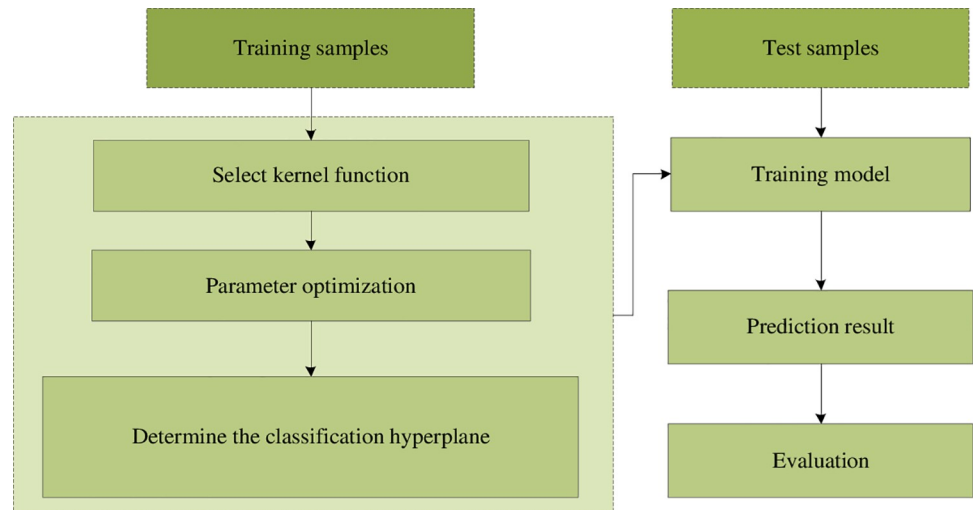 Training samples
Select kernel function
Parameter optimization
Determine the classification hyperplane
Test samples
Training model
Prediction result
Evaluation